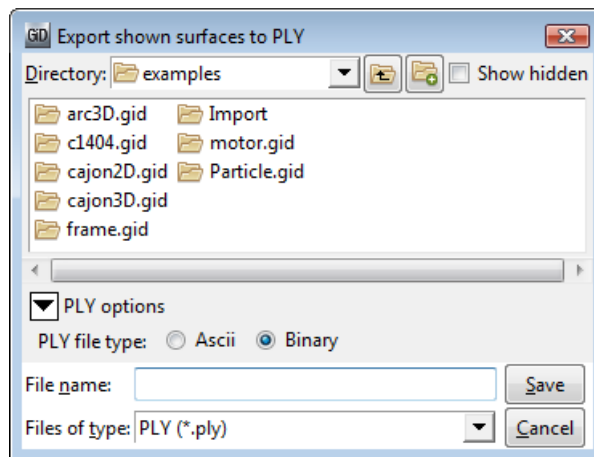 GiD Export shown surfaces to PLY
Directory: examples Show hidden
arc3D.gid Import
c1404.gid motor.gid
cajon2D.gid Particle.gid
cajon3D.gid
frame.gid
PLY options
PLY file type: Ascii Binary
File name: Save
Files of type: PLY (*.ply) Cancel